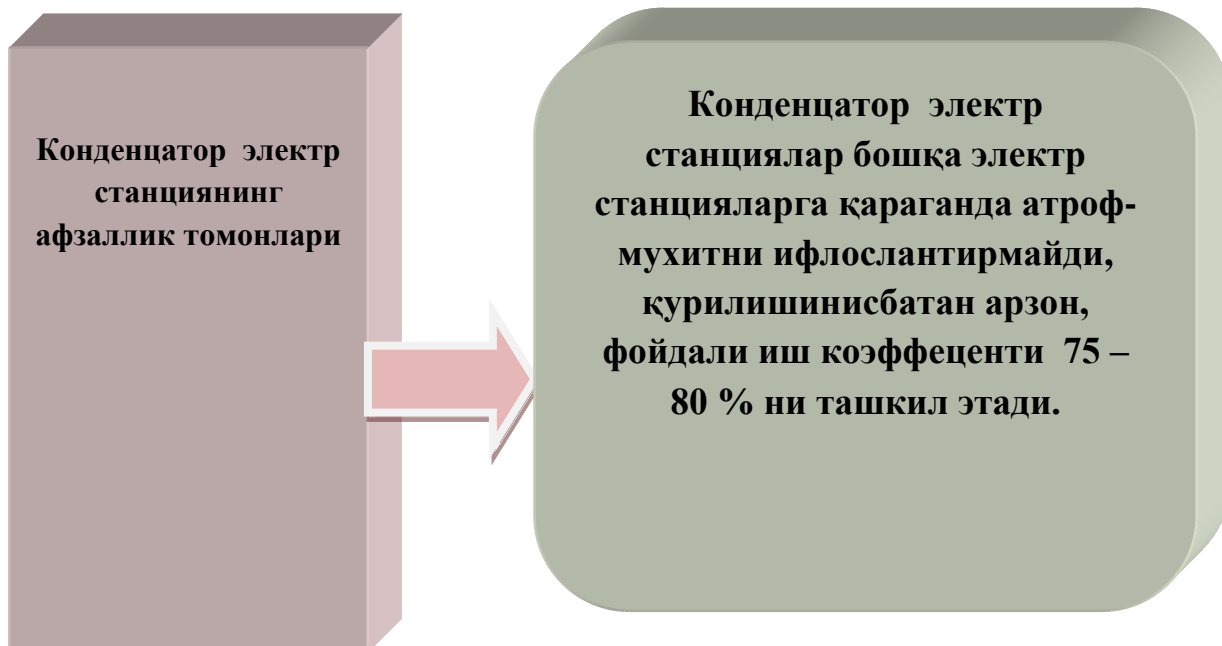 Конденцатор электр
станциянинг
афзаллик томонлари
Конденцатор электр
станциялар бошқа электр
станцияларга қараганда атроф-
мухитни ифлослантирмайди,
қурилишинисбатан арзон,
фойдали иш коэффеценти 75 –
80 % ни ташкил этади.